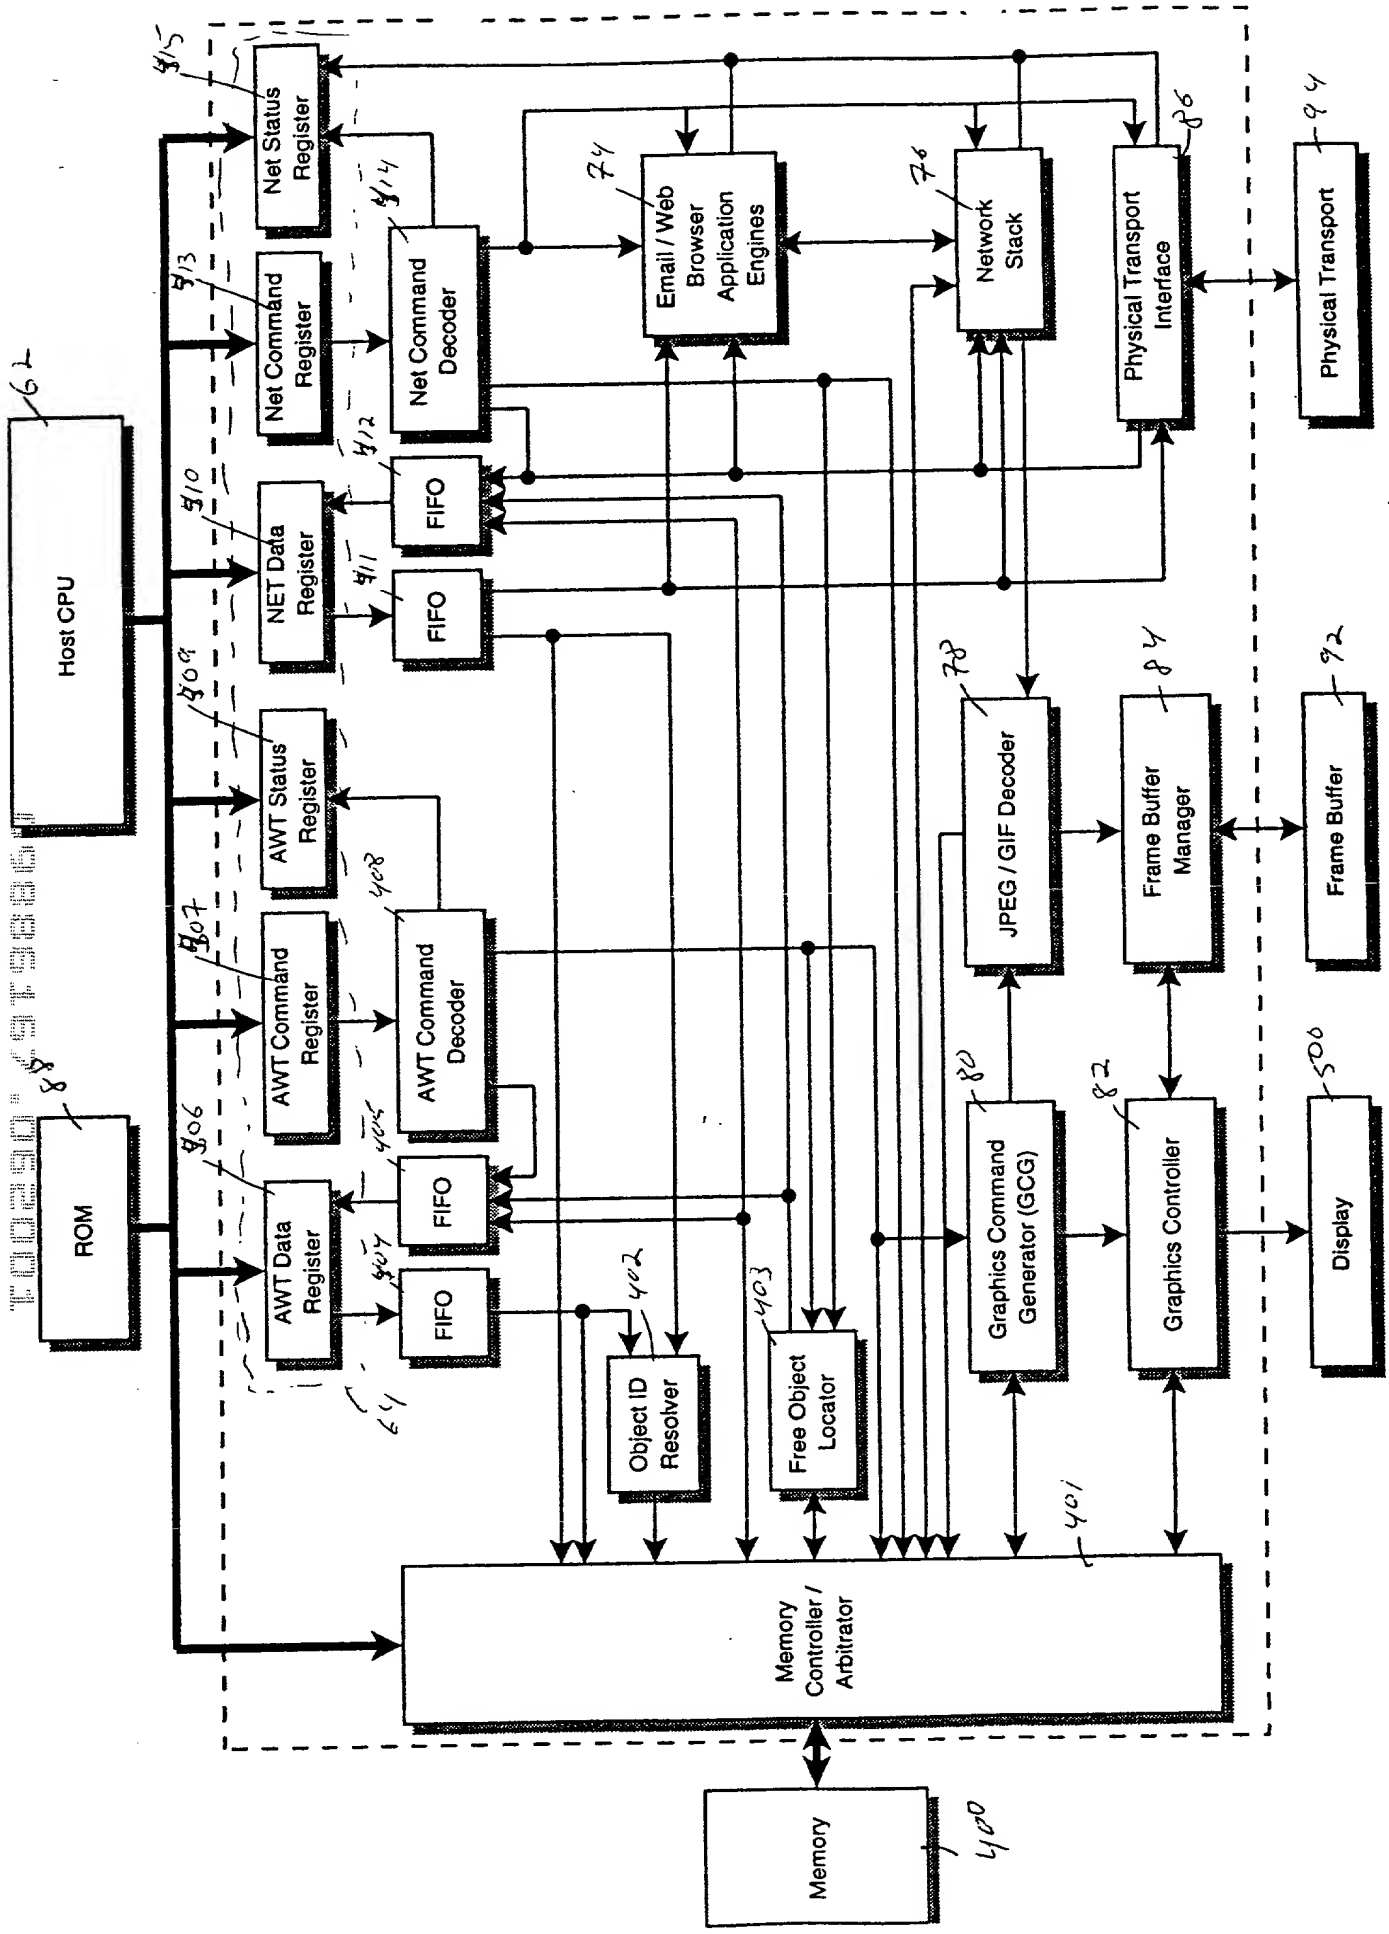 Host CPU
62
ROM
88
AWT Data
Register
406
AWT Command
Register
407
AWT Status
Register
409
NET Data
Register
410
Net Command
Register
413
Net Status
Register
415
64
FIFO
404
FIFO
405
AWT Command
Decoder
408
FIFO
411
FIFO
412
Net Command
Decoder
414
Object ID
Resolver
402
Email / Web
Browser
Application
Engines
74
Free Object
Locator
403
Memory
400
Memory
Controller /
Arbitrator
401
Graphics Command
Generator (GCG)
80
JPEG / GIF Decoder
78
Network
Stack
76
Graphics Controller
82
Frame Buffer
Manager
84
Physical Transport
Interface
86
Display
500
Frame Buffer
92
Physical Transport
94